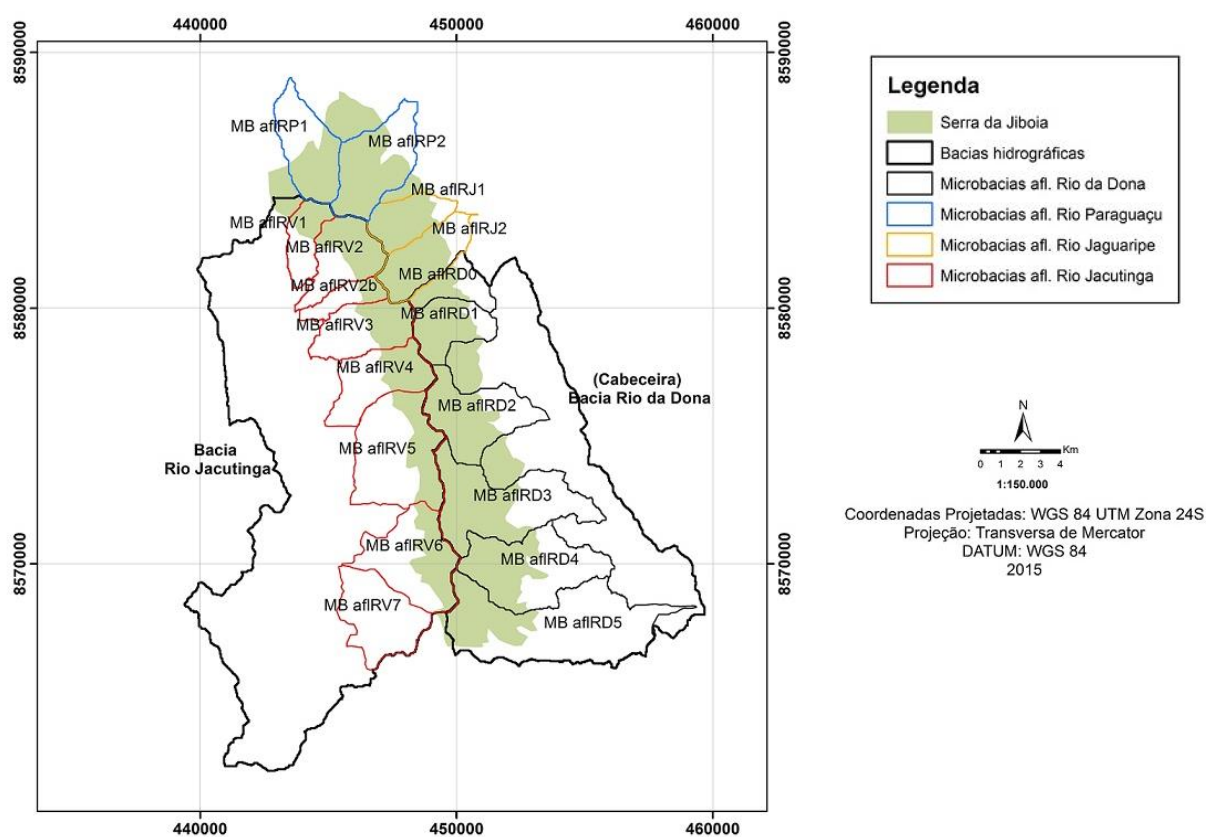 440000
450000
460000
8590000
8590000
MB aflRP1
MB aflRP2
MB aflRJ1
MB aflRV1
MB aflRJ2
MB aflRV2
MB aflRD0
MB aflRV2b
8580000
8580000
MB aflRD1
MB aflRV3
MB aflRV4
(Cabeceira)
Bacia Rio da Dona
MB aflRD2
Bacia
Rio Jacutinga
MB aflRV5
MB aflRD3
MB aflRV6
MB aflRD4
8570000
8570000
MB aflRV7
MB aflRD5
440000
450000
460000
Legenda
Serra da Jiboia
Bacias hidrográficas
Microbacias afl. Rio da Dona
Microbacias afl. Rio Paraguaçu
Microbacias afl. Rio Jaguaripe
Microbacias afl. Rio Jacutinga
N
Km
0 1 2 3 4
1:150.000
Coordenadas Projetadas: WGS 84 UTM Zona 24S
Projeção: Transversa de Mercator
DATUM: WGS 84
2015